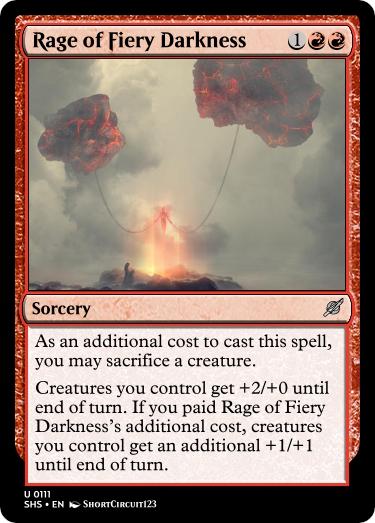 Rage of Fiery Darkness 1
Sorcery
As an additional cost to cast this spell,
you may sacrifice a creature.
Creatures you control get +2/+0 until
end of turn. If you paid Rage of Fiery
Darkness's additional cost, creatures
you control get an additional +1/+1
until end of turn.
U 0111
SHS • EN ShortCircuit123